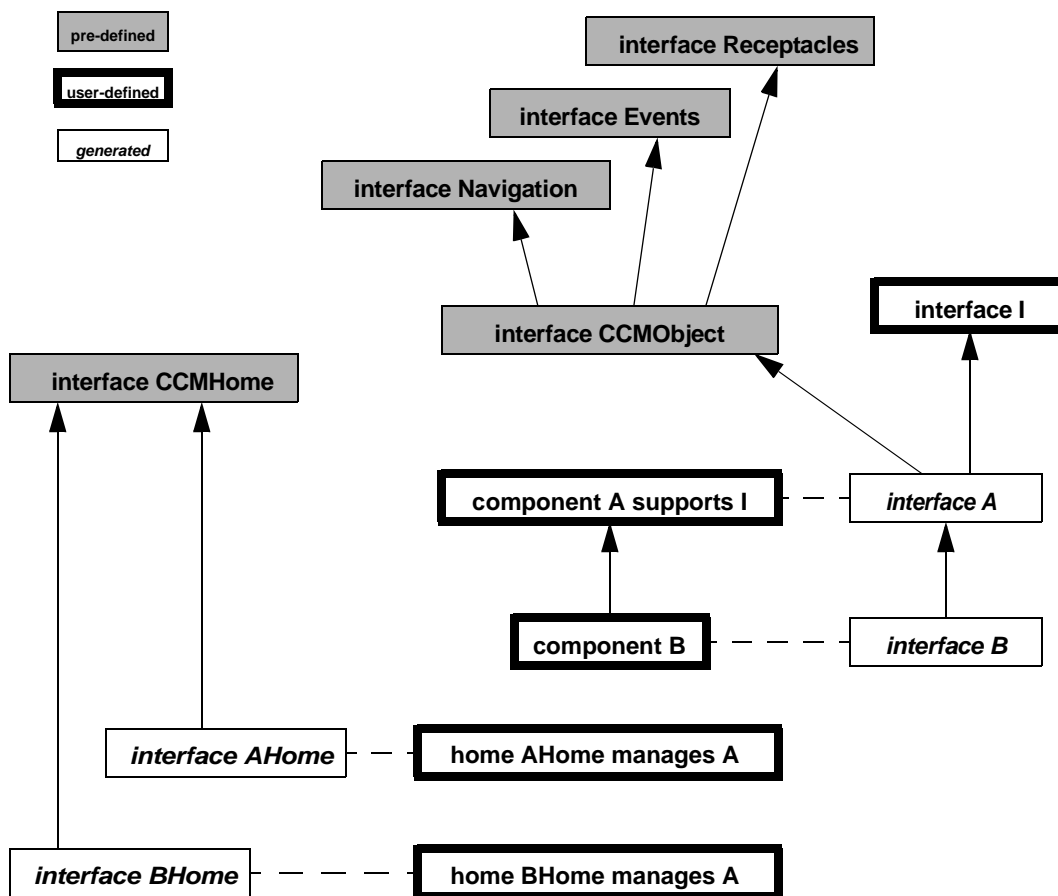 pre-defined
user-defined
generated
interface Receptacles
interface Events
interface Navigation
interface I
interface CCMObject
interface CCMHome
component A supports I
interface A
component B
interface B
interface AHome
home AHome manages A
interface BHome
home BHome manages A